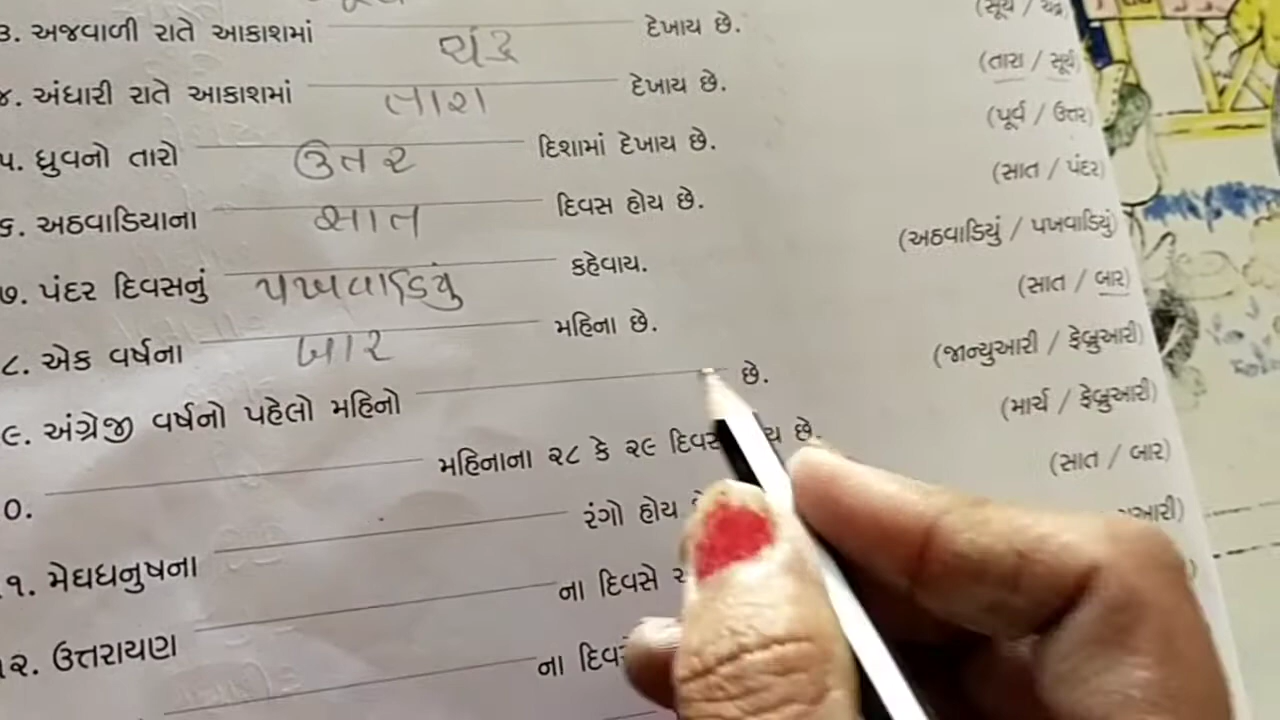 ૩. અજવાળી રાતે આકાશમાં ચંદ્ર દેખાય છે. (સૂર્ય / ચંદ્ર)
૪. અંધારી રાતે આકાશમાં તારા દેખાય છે. (તારા / સૂર્ય)
૫. ધ્રુવનો તારો ઉતર દિશામાં દેખાય છે. (પૂર્વ / ઉત્તર)
૬. અઠવાડિયાના સાત દિવસ હોય છે. (સાત / પંદર)
૭. પંદર દિવસનું પખવાડિયું કહેવાય. (અઠવાડિયું / પખવાડિયું)
૮. એક વર્ષના બાર મહિના છે. (સાત / બાર)
૯. અંગ્રેજી વર્ષનો પહેલો મહિનો છે. (જાન્યુઆરી / ફેબ્રુઆરી)
૦. મહિનાના ૨૮ કે ૨૯ દિવસ છે. (માર્ચ / ફેબ્રુઆરી)
૧. મેઘધનુષના રંગો હોય (સાત / બાર)
૧૨. ઉત્તરાયણ ના દિવસે
ના